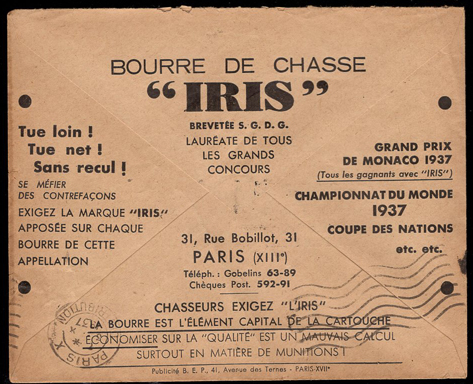 BOURRE DE CHASSE
“IRIS”
BREVETÉE S. G. D. G.
LAURÉATE DE TOUS
LES GRANDS
CONCOURS
Tue loin !
Tue net !
Sans recul !
SE MÉFIER
DES CONTREFAÇONS
EXIGEZ LA MARQUE "IRIS"
APPOSÉE SUR CHAQUE
BOURRE DE CETTE
APPELLATION
GRAND PRIX
DE MONACO 1937
(Tous les gagnants avec "IRIS")
CHAMPIONNAT DU MONDE
1937
COUPE DES NATIONS
etc. etc.
31, Rue Bobillot, 31
PARIS (XIIIᵉ)
Téléph. : Gobelins 63-89
Chèques Post. 592-91
CHASSEURS EXIGEZ "L'IRIS"
LA BOURRE EST L'ÉLÉMENT CAPITAL DE LA CARTOUCHE
ÉCONOMISER SUR LA "QUALITÉ" EST UN MAUVAIS CALCUL
SURTOUT EN MATIÈRE DE MUNITIONS !
Publicité B. E. P., 41, Avenue des Ternes - PARIS-XVIIᵉ
PARIS X